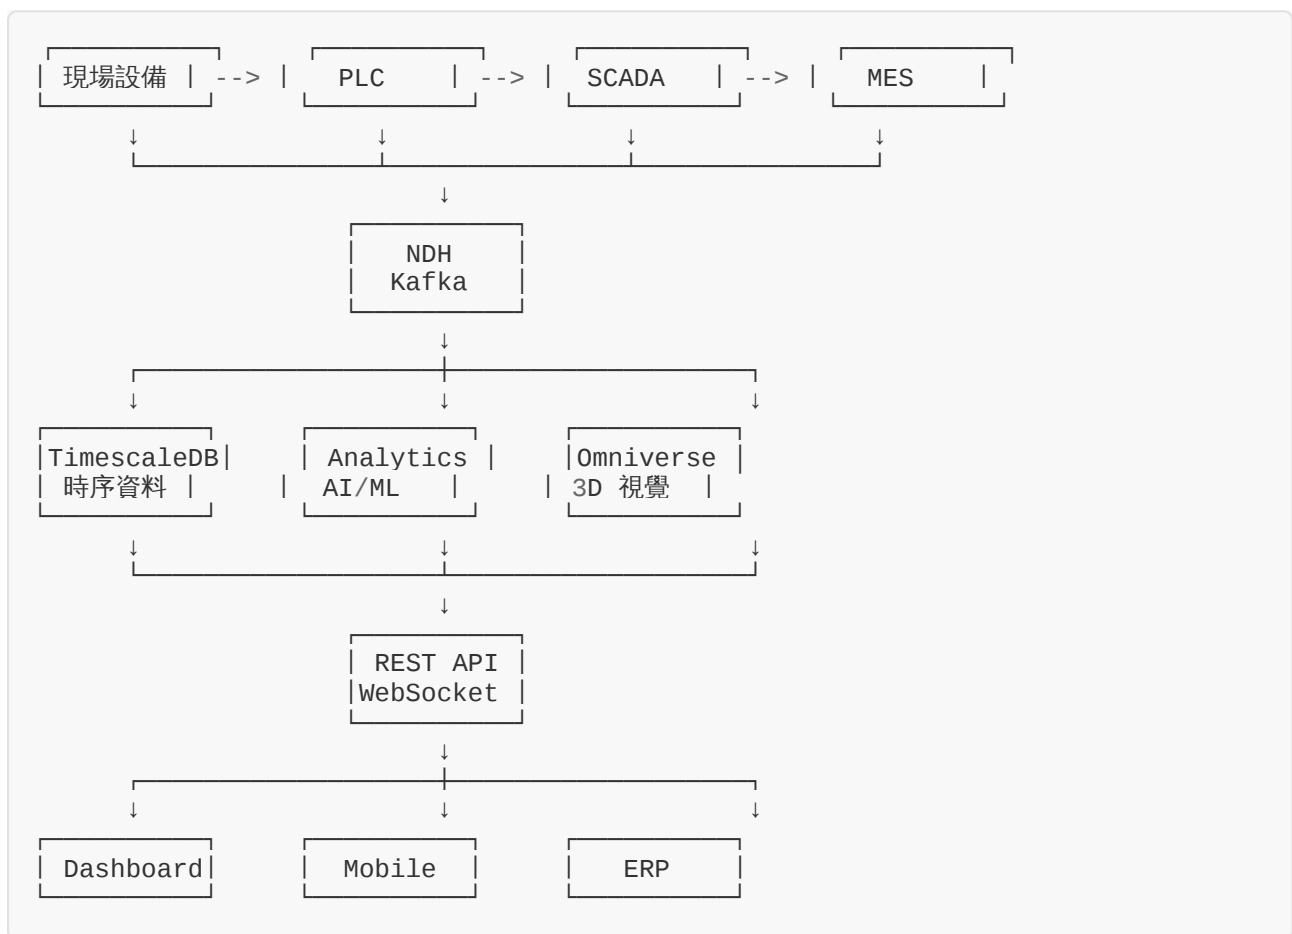 現場設備 --> PLC --> SCADA --> MES
↓ ↓ ↓ ↓
↓
NDH
Kafka
↓
↓ ↓ ↓
TimescaleDB Analytics Omniverse
時序資料 AI/ML 3D 視覺
↓ ↓ ↓
↓
REST API
WebSocket
↓
↓ ↓ ↓
Dashboard Mobile ERP